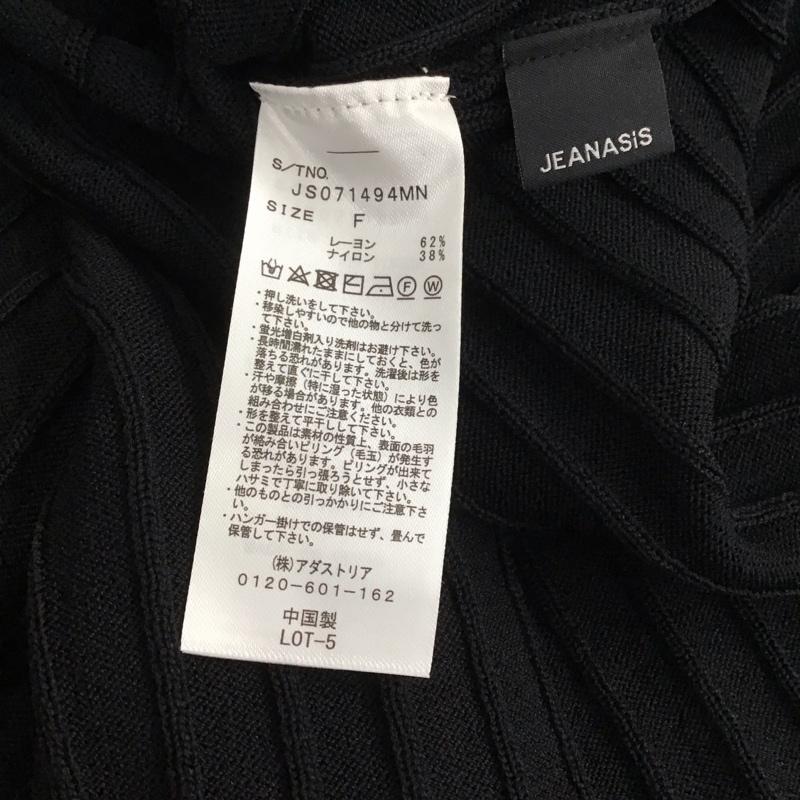 JEANASiS
S/TNO.
JS071494MN
SIZE F
レーヨン 62%
ナイロン 38%
F W
・押し洗いをして下さい。
・移染しやすいので他の物と分けて洗っ
て下さい。
・蛍光増白剤入り洗剤はお避け下さい。
・長時間濡れたままにしておくと、色が
落ちる恐れがあります。洗濯後は形を
整えて直ぐに干して下さい。
・汗や摩擦（特に湿った状態）により色
が移る場合があります。他の衣類との
組み合わせにご注意ください。
・形を整えて平干しして下さい。
・この製品は素材の性質上、表面の毛羽
が絡み合いピリング（毛玉）が発生す
る恐れがあります。ピリングが出来て
しまったら引っ張ろうとせず、小さな
ハサミで丁寧に取り除いて下さい。
・他のものとの引っかかりにご注意下さ
い。
・ハンガー掛けでの保管はせず、畳んで
保管して下さい。
(株)アダストリア
0120-601-162
中国製
LOT-5